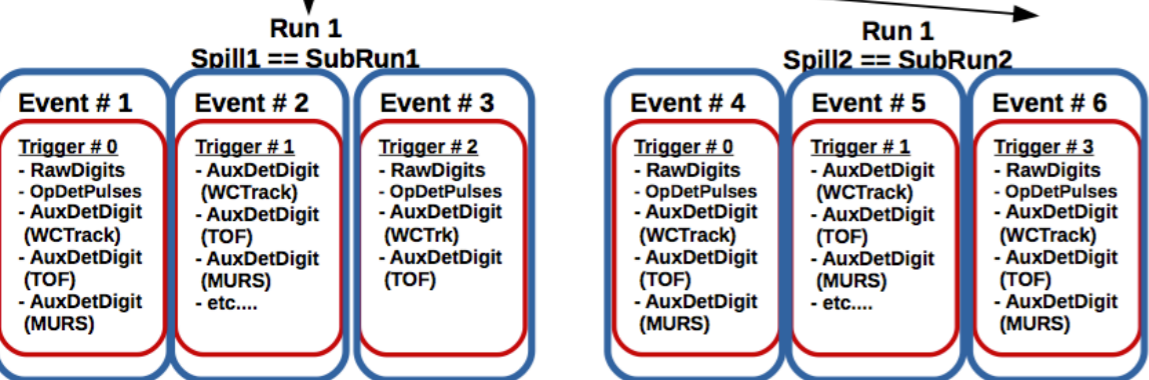 Run 1
Spill1 == SubRun1
Event # 1
Trigger # 0
- RawDigits
- OpDetPulses
- AuxDetDigit
(WCTrack)
- AuxDetDigit
(TOF)
- AuxDetDigit
(MURS)
Event # 2
Trigger # 1
- AuxDetDigit
(WCTrack)
- AuxDetDigit
(TOF)
- AuxDetDigit
(MURS)
- etc....
Event # 3
Trigger # 2
- RawDigits
- OpDetPulses
- AuxDetDigit
(WCTrk)
- AuxDetDigit
(TOF)
Run 1
Spill2 == SubRun2
Event # 4
Trigger # 0
- RawDigits
- OpDetPulses
- AuxDetDigit
(WCTrack)
- AuxDetDigit
(TOF)
- AuxDetDigit
(MURS)
Event # 5
Trigger # 1
- AuxDetDigit
(WCTrack)
- AuxDetDigit
(TOF)
- AuxDetDigit
(MURS)
- etc....
Event # 6
Trigger # 3
- RawDigits
- OpDetPulses
- AuxDetDigit
(WCTrack)
- AuxDetDigit
(TOF)
- AuxDetDigit
(MURS)